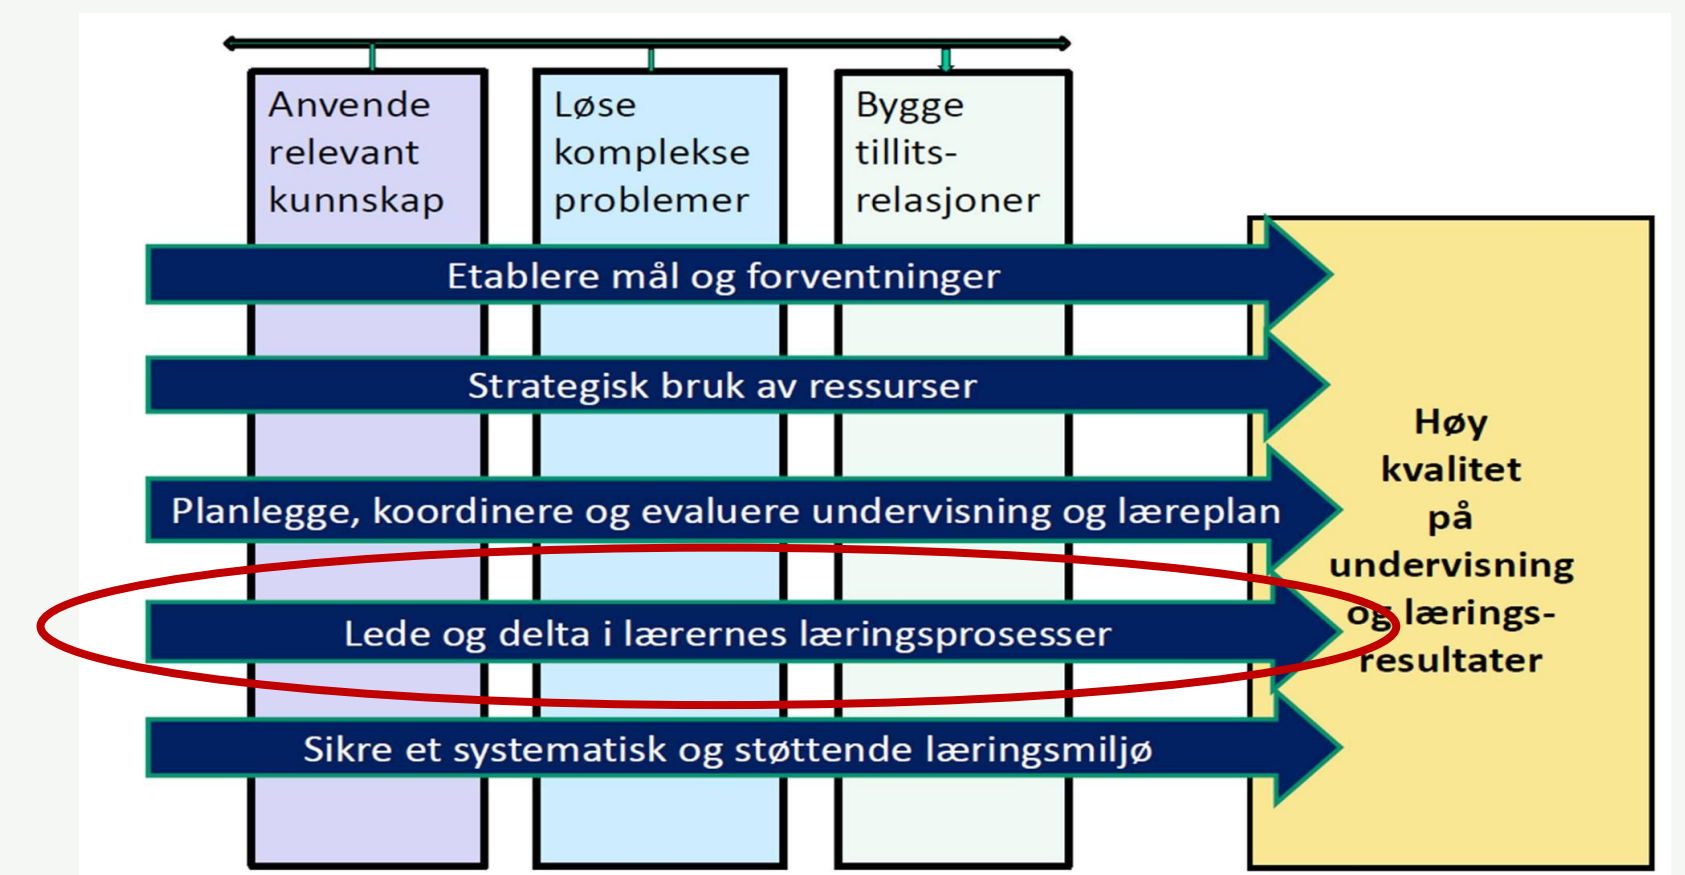 Anvende
relevant
kunnskap
Løse
komplekse
problemer
Bygge
tillits-
relasjoner
Etablere mål og forventninger
Strategisk bruk av ressurser
Planlegge, koordinere og evaluere undervisning og læreplan
Lede og delta i lærernes læringsprosesser
Sikre et systematisk og støttende læringsmiljø
Høy
kvalitet
på
undervisning
og lærings-
resultater